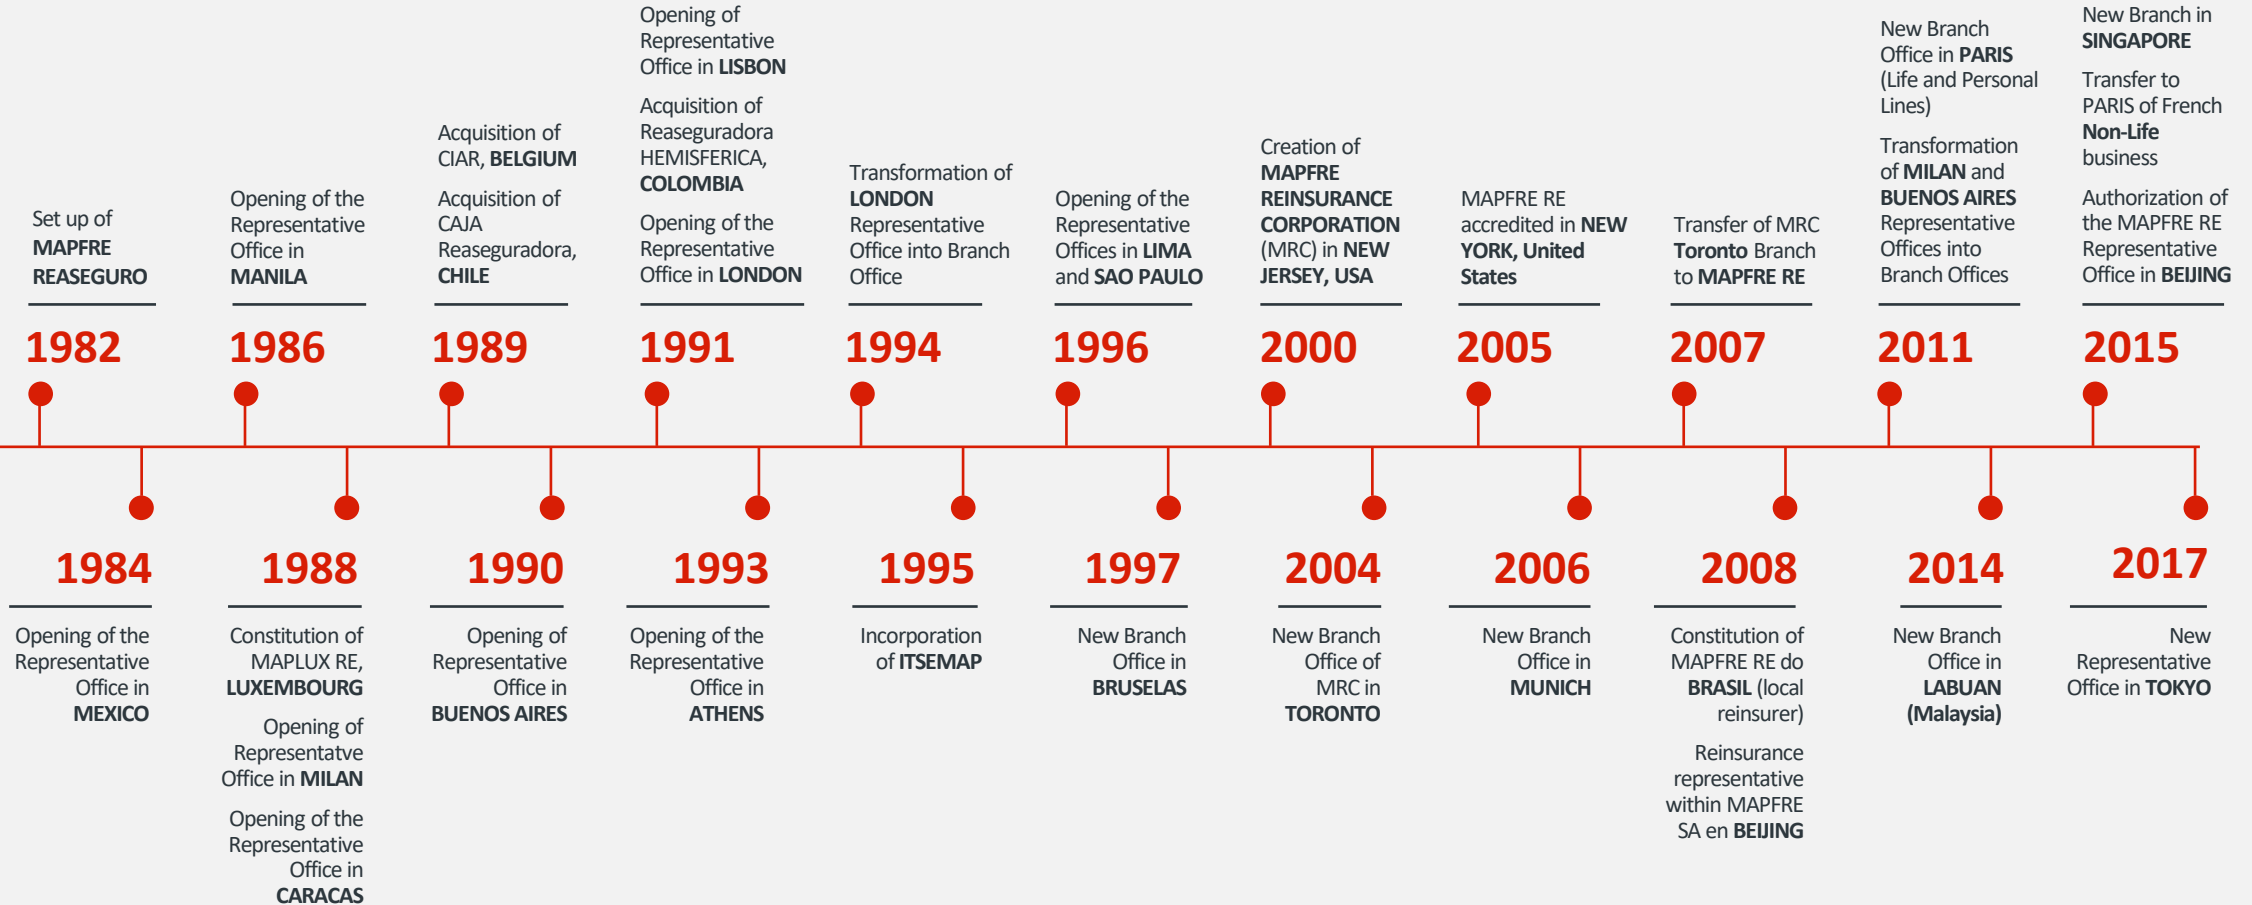 Set up of
MAPFRE
REASEGURO
1982
Opening of the
Representative
Office in
MANILA
1986
Acquisition of
CIAR, BELGIUM
Acquisition of
CAJA
Reaseguradora,
CHILE
1989
Opening of
Representative
Office in LISBON
Acquisition of
Reaseguradora
HEMISFERICA,
COLOMBIA
Opening of the
Representative
Office in LONDON
1991
Transformation of
LONDON
Representative
Office into Branch
Office
1994
Opening of the
Representative
Offices in LIMA
and SAO PAULO
1996
Creation of
MAPFRE
REINSURANCE
CORPORATION
(MRC) in NEW
JERSEY, USA
2000
MAPFRE RE
accredited in NEW
YORK, United
States
2005
Transfer of MRC
Toronto Branch
to MAPFRE RE
2007
New Branch
Office in PARIS
(Life and Personal
Lines)
Transformation
of MILAN and
BUENOS AIRES
Representative
Offices into
Branch Offices
2011
New Branch in
SINGAPORE
Transfer to
PARIS of French
Non-Life
business
Authorization of
the MAPFRE RE
Representative
Office in BEIJING
2015
1984
Opening of the
Representative
Office in
MEXICO
1988
Constitution of
MAPLUX RE,
LUXEMBOURG
Opening of
Representatve
Office in MILAN
Opening of the
Representative
Office in
CARACAS
1990
Opening of
Representative
Office in
BUENOS AIRES
1993
Opening of the
Representative
Office in
ATHENS
1995
Incorporation
of ITSEMAP
1997
New Branch
Office in
BRUSELAS
2004
New Branch
Office of
MRC in
TORONTO
2006
New Branch
Office in
MUNICH
2008
Constitution of
MAPFRE RE do
BRASIL (local
reinsurer)
Reinsurance
representative
within MAPFRE
SA en BEIJING
2014
New Branch
Office in
LABUAN
(Malaysia)
2017
New
Representative
Office in TOKYO